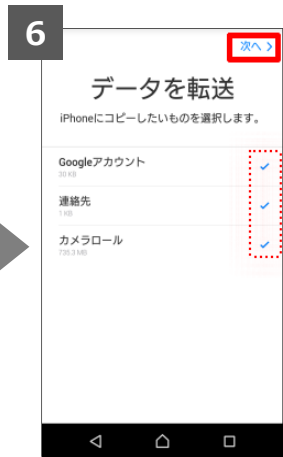 6
次へ
データを転送
iPhoneにコピーしたいものを選択します。
Googleアカウント
30 KB
連絡先
1 KB
カメラロール
735.3 MB